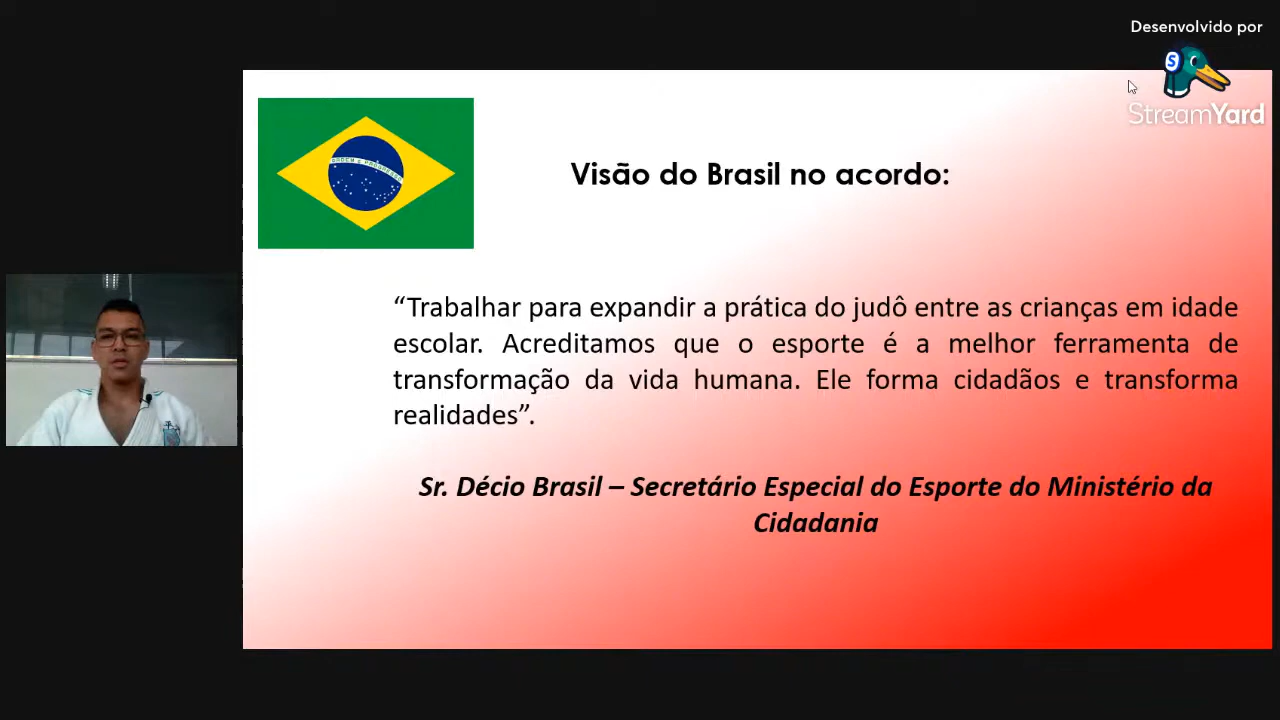 Desenvolvido por
S
StreamYard
ORDEM E PROGRESSO
Visão do Brasil no acordo:
“Trabalhar para expandir a prática do judô entre as crianças em idade
escolar. Acreditamos que o esporte é a melhor ferramenta de
transformação da vida humana. Ele forma cidadãos e transforma
realidades”.
Sr. Décio Brasil – Secretário Especial do Esporte do Ministério da
Cidadania